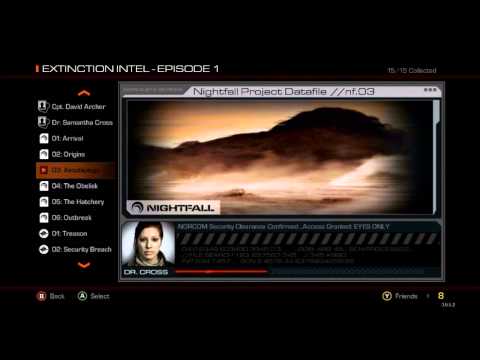 EXTINCTION INTEL - EPISODE 1
15/15 Collected
Cpt. David Archer
Dr. Samantha Cross
01: Arrival
02: Origins
04: The Obelisk
05: The Hatchery
06: Outbreak
01: Treason
02: Security Breach
Nightfall Project Datafile //nf.03
NIGHTFALL
NORCOM Security Clearance Confirmed...Access Granted: EYES ONLY
DR. CROSS
B Back
A Select
Y Friends
8